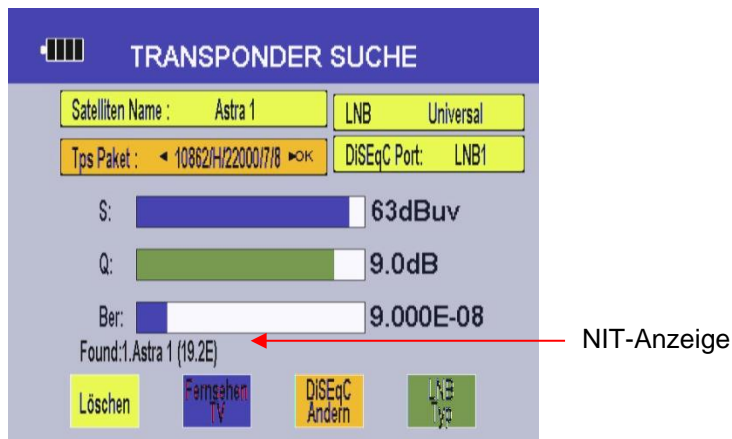 TRANSPONDER SUCHE
Satelliten Name : Astra 1
LNB Universal
Tps Paket : ◄ 10862/H/22000/7/8 ►OK
DiSEqC Port: LNB1
S: 63dBuv
Q: 9.0dB
Ber: 9.000E-08
Found:1.Astra 1 (19.2E)
NIT-Anzeige
Löschen
Fernsehen
TV
DiSEqC
Ändern
LNB
Typ